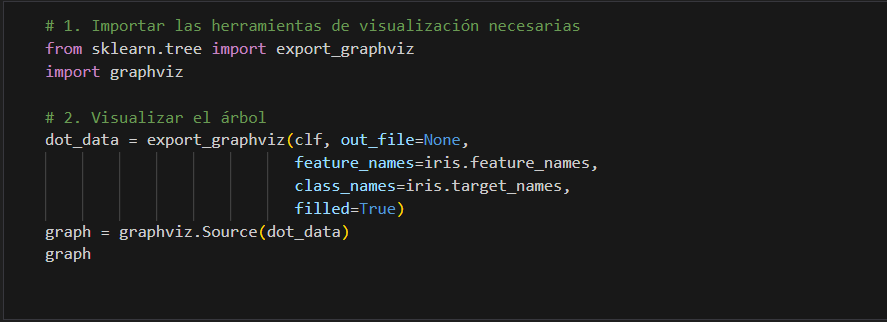 # 1. Importar las herramientas de visualización necesarias
from sklearn.tree import export_graphviz
import graphviz
# 2. Visualizar el árbol
dot_data = export_graphviz(clf, out_file=None,
feature_names=iris.feature_names,
class_names=iris.target_names,
filled=True)
graph = graphviz.Source(dot_data)
graph